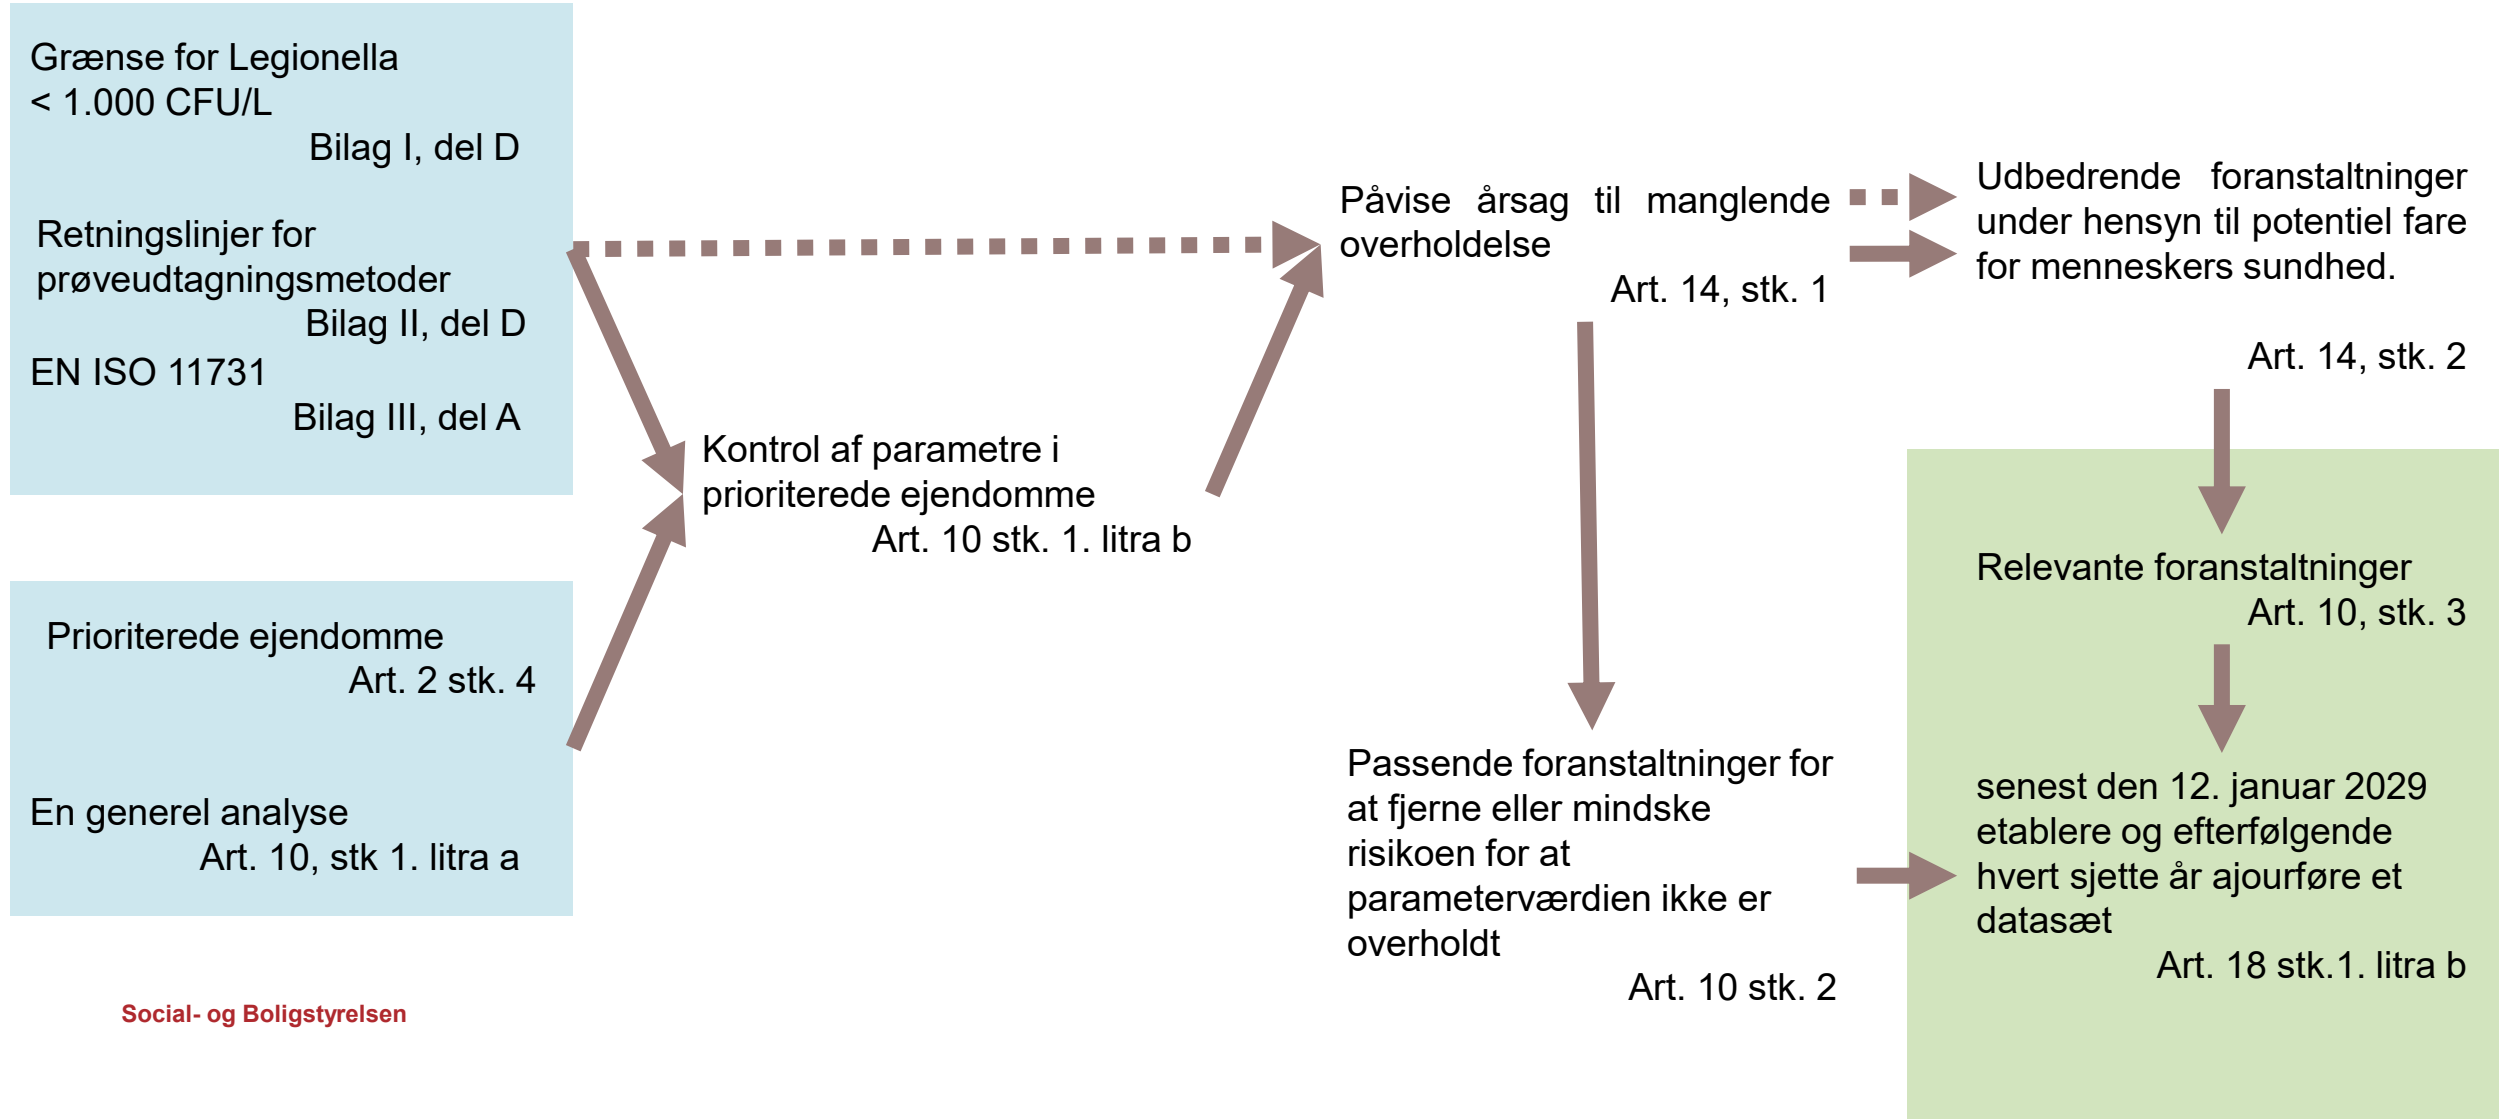 Grænse for Legionella
< 1.000 CFU/L
Bilag I, del D
Retningslinjer for
prøveudtagningsmetoder
Bilag II, del D
EN ISO 11731
Bilag III, del A
Prioriterede ejendomme
Art. 2 stk. 4
En generel analyse
Art. 10, stk 1. litra a
Kontrol af parametre i
prioriterede ejendomme
Art. 10 stk. 1. litra b
Påvise årsag til manglende
overholdelse
Art. 14, stk. 1
Udbedrende foranstaltninger
under hensyn til potentiel fare
for menneskers sundhed.
Art. 14, stk. 2
Passende foranstaltninger for
at fjerne eller mindske
risikoen for at
parameterværdien ikke er
overholdt
Art. 10 stk. 2
Relevante foranstaltninger
Art. 10, stk. 3
senest den 12. januar 2029
etablere og efterfølgende
hvert sjette år ajourføre et
datasæt
Art. 18 stk.1. litra b
Social- og Boligstyrelsen